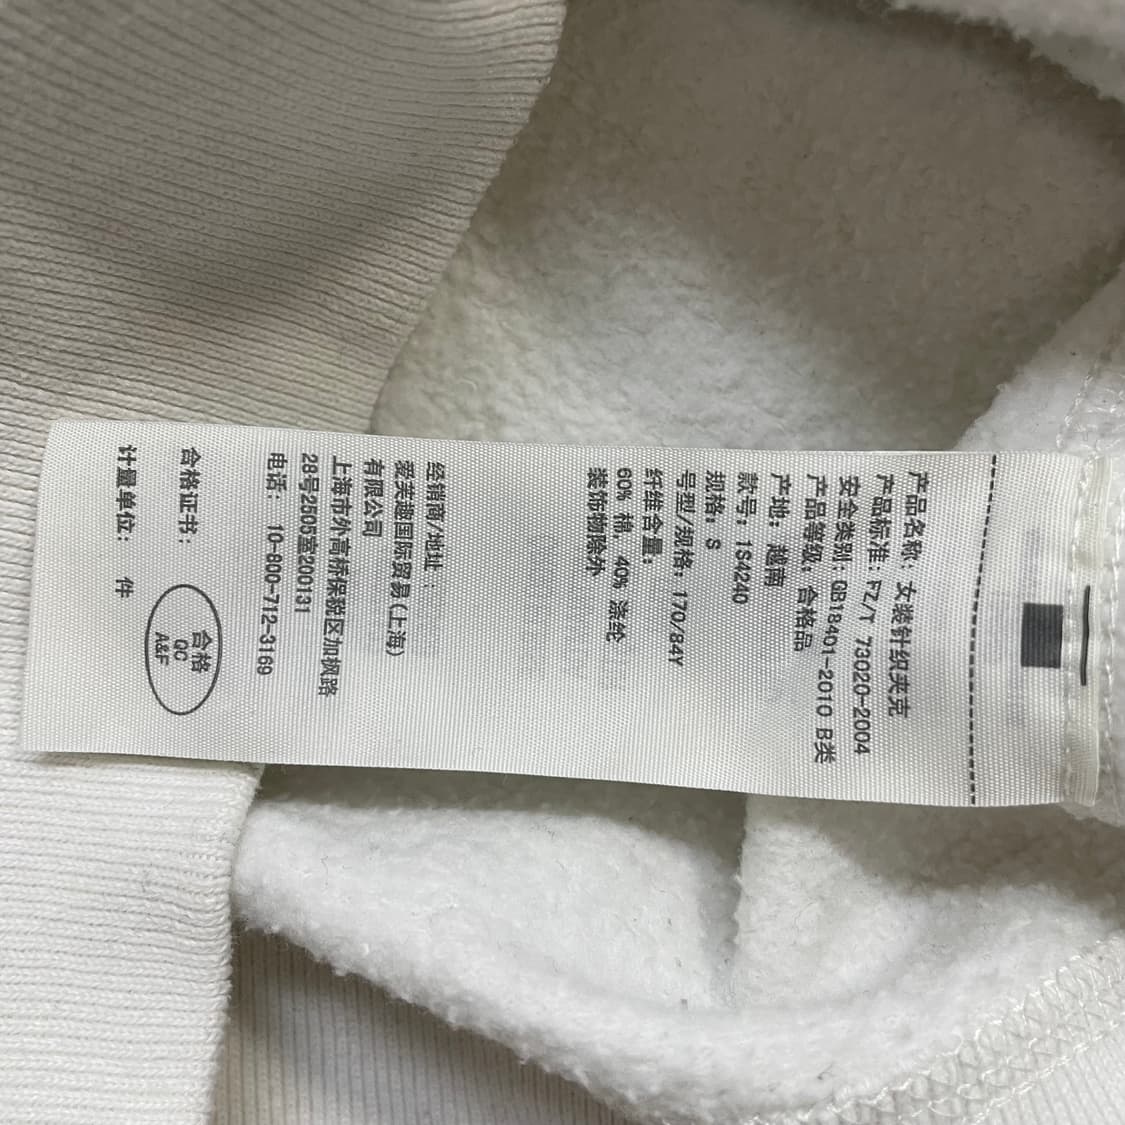 产品名称: 女装针织夹克
产品标准: FZ/T 73020-2004
安全类别: GB18401-2010 B类
产品等级: 合格品
产地: 越南
款号: 1S4240
规格: S
号型/规格: 170/84Y
纤维含量:
60% 棉, 40% 涤纶
装饰物除外
经销商/地址 :
爱芙趣国际贸易(上海)
有限公司
上海市外高桥保税区加枫路
28号2505室200131
电话: 10-800-712-3169
合格证书:
合格
QC
A&F
计量单位: 件